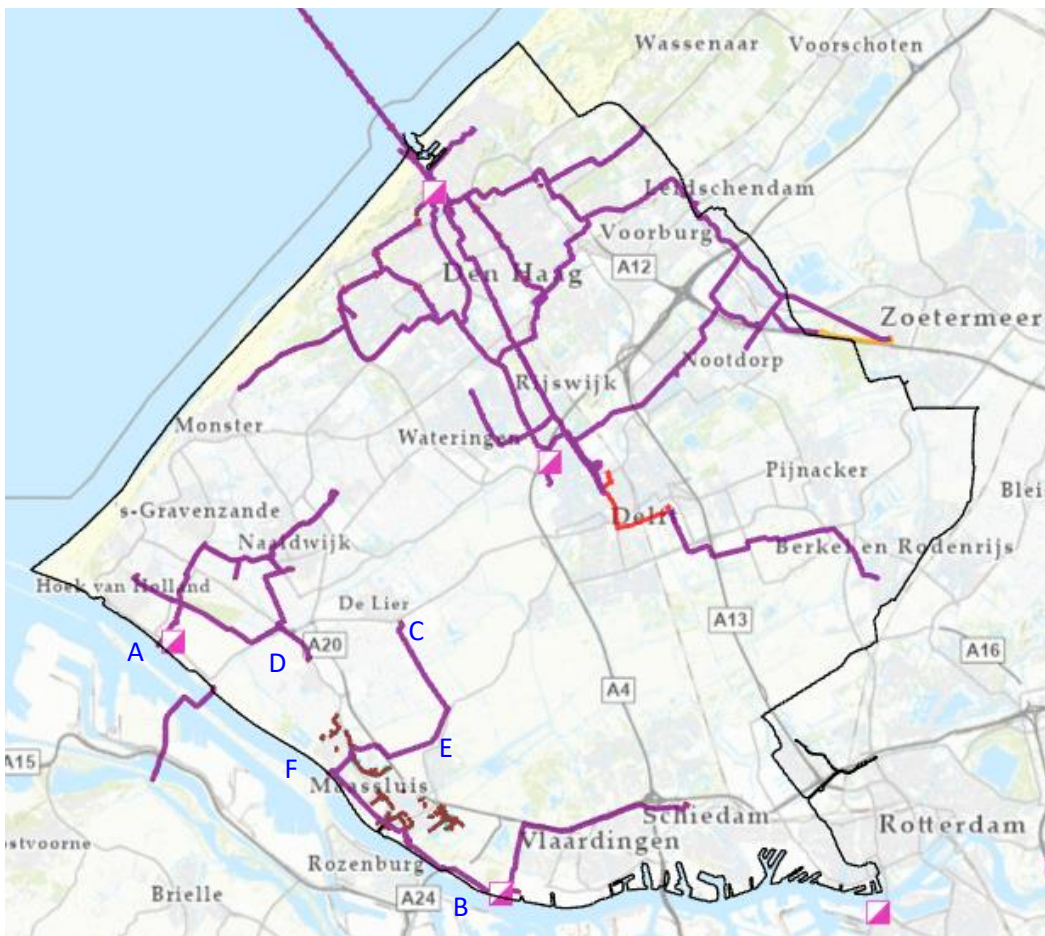 Wassenaar
Voorschoten
Leidschendam
Voorburg
Den Haag
A12
Zoetermeer
Nootdorp
Rijswijk
Monster
Wateringen
Pijnacker
Blei
's-Gravenzande
Delft
Naaldwijk
Berkel en Rodenrijs
Hoek van Holland
De Lier
C
A13
A
D
A20
A16
A4
E
A15
F
Maassluis
Schiedam
Rotterdam
Vlaardingen
ostvoorne
Rozenburg
Brielle
A24
B